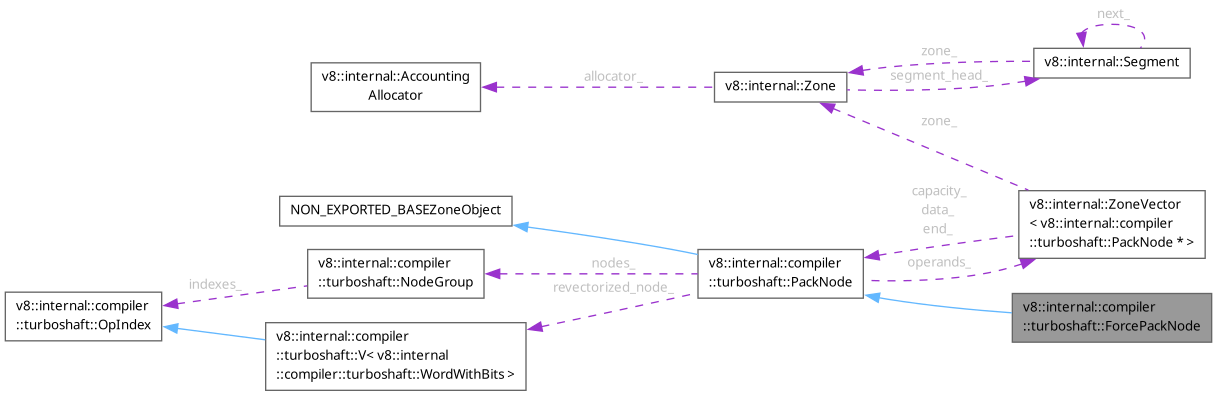 next_
zone_
v8::internal::Segment
v8::internal::Accounting
Allocator
allocator_
segment_head_
v8::internal::Zone
zone_
capacity_
data_
end_
v8::internal::ZoneVector
< v8::internal::compiler
::turboshaft::PackNode * >
NON_EXPORTED_BASEZoneObject
nodes_
operands_
v8::internal::compiler
::turboshaft::NodeGroup
v8::internal::compiler
::turboshaft::PackNode
indexes_
revectorized_node_
v8::internal::compiler
::turboshaft::OpIndex
v8::internal::compiler
::turboshaft::ForcePackNode
v8::internal::compiler
::turboshaft::V< v8::internal
::compiler::turboshaft::WordWithBits >